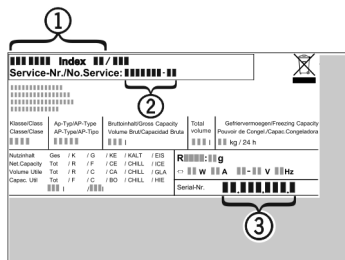 1
Index /
Service-Nr./No.Service: -
2
Klasse/Class Ap-Typ/AP-Type Bruttoinhalt/Gross Capacity Total Gefriervermoegen/Freezing Capacity
Classe/Clase AP-Type/AP-Tipo Volume Brut/Capacidad Bruta volume Pouvoir de Congel./Capac.Congeladora
l l kg / 24 h
Nutzinhalt Ges / K / G / KE / KALT / EIS
Net.Capacity Tot / R / F / CE / CHILL / ICE
Volume Utile Tot / R / C / CA / CHILL / GLA
Capac. Util Tot / F / C / BO / CHILL / HIE
l / l
R : g
W A - V Hz
Serial-Nr. . . .
3